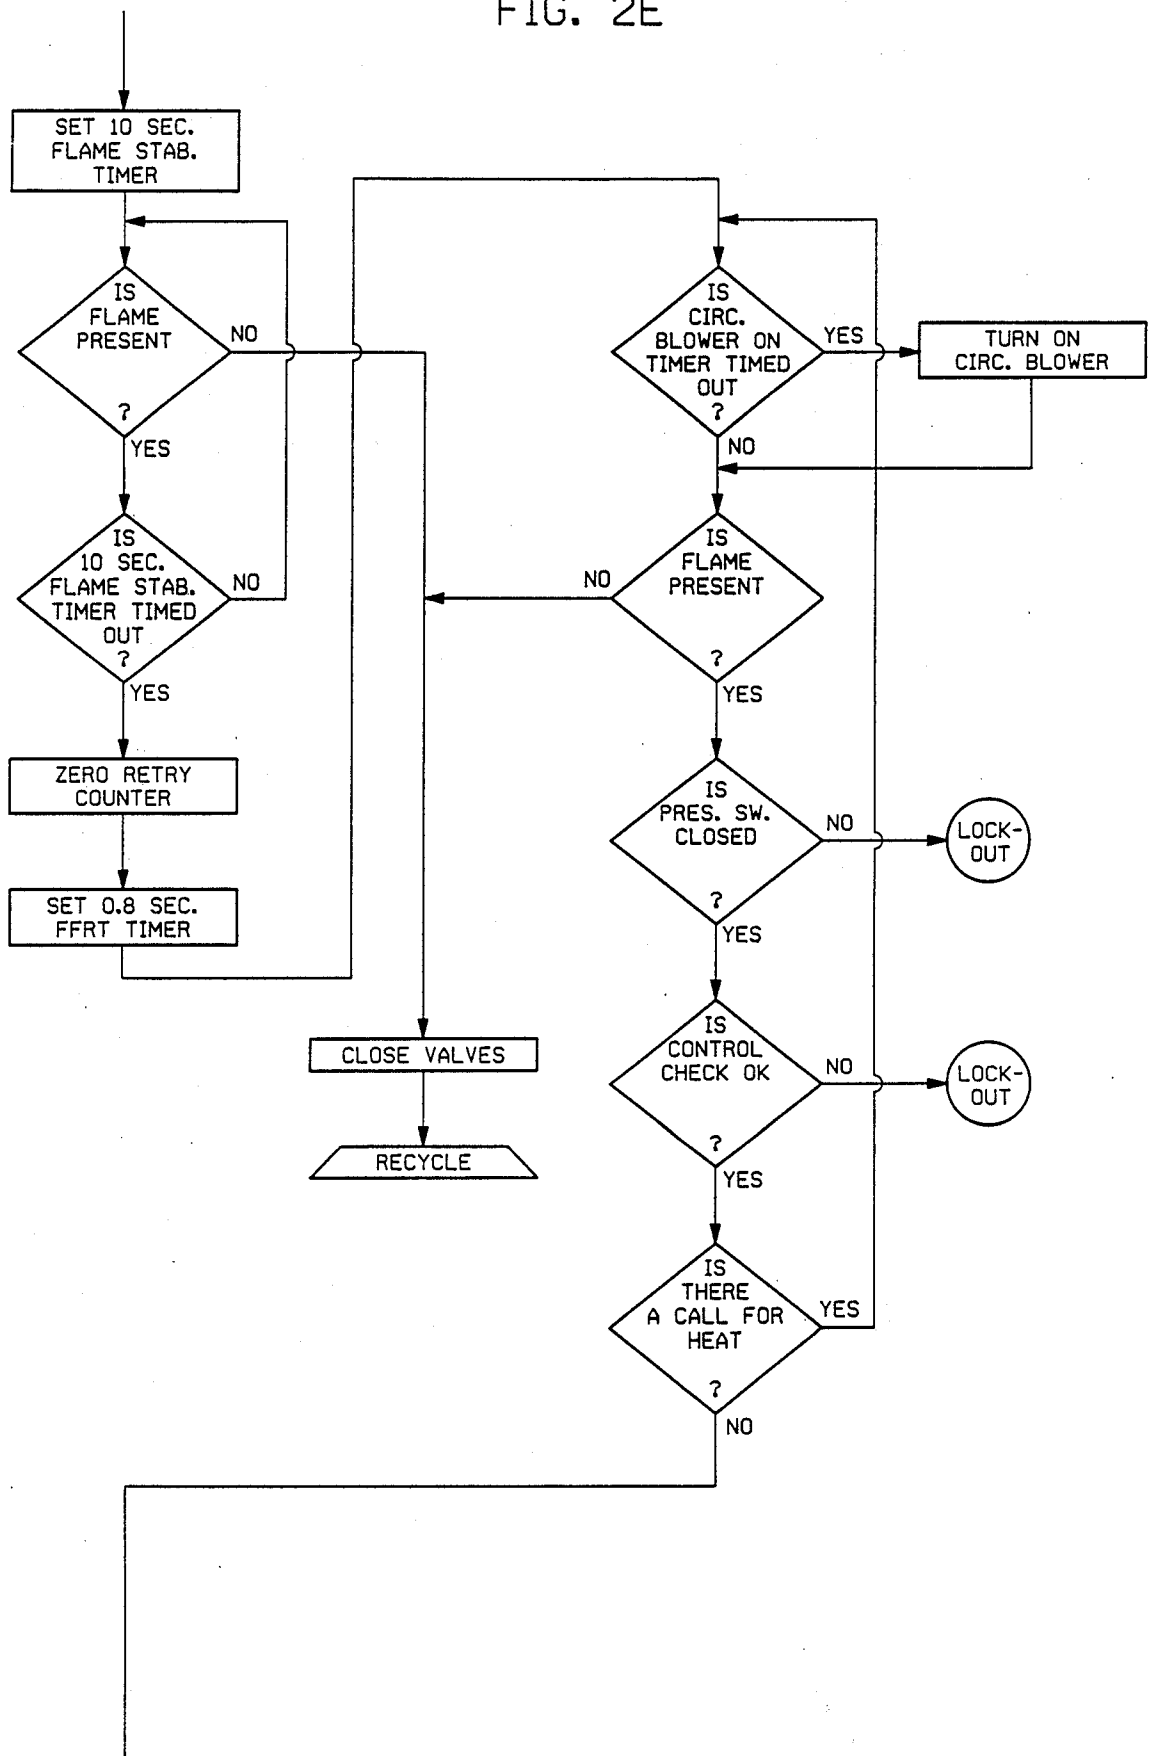 FIG. 2E
SET 10 SEC.
FLAME STAB.
TIMER
IS
FLAME
PRESENT
?
NO
YES
IS
10 SEC.
FLAME STAB.
TIMER TIMED
OUT
?
NO
YES
ZERO RETRY
COUNTER
SET 0.8 SEC.
FFRT TIMER
CLOSE VALVES
RECYCLE
IS
CIRC.
BLOWER ON
TIMER TIMED
OUT
?
YES
NO
TURN ON
CIRC. BLOWER
IS
FLAME
PRESENT
?
NO
YES
IS
PRES. SW.
CLOSED
?
NO
YES
LOCK-
OUT
IS
CONTROL
CHECK OK
?
NO
YES
LOCK-
OUT
IS
THERE
A CALL FOR
HEAT
?
YES
NO